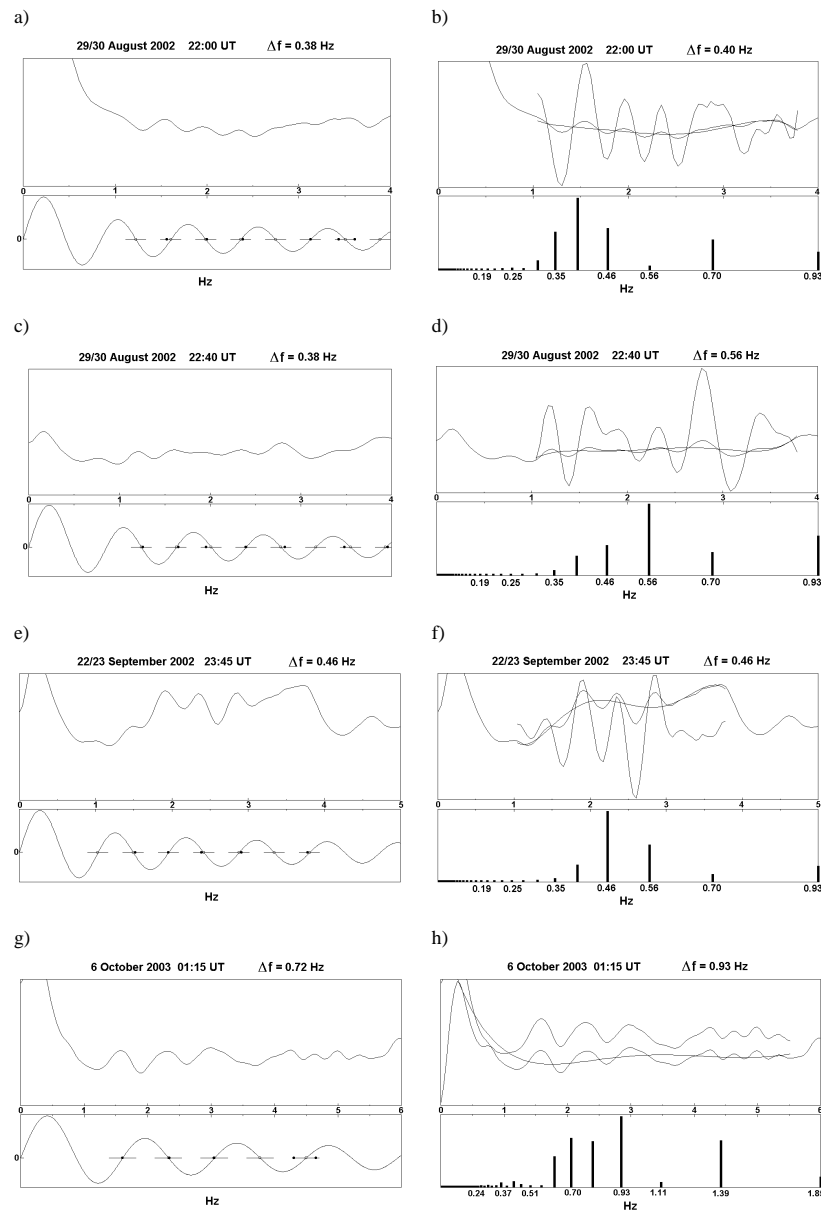 a)
29/30 August 2002 22:00 UT Δf = 0.38 Hz
0 1 2 3 4
0
Hz
b)
29/30 August 2002 22:00 UT Δf = 0.40 Hz
0 1 2 3 4
0.19 0.25 0.35 0.46 0.56 0.70 0.93
Hz
c)
29/30 August 2002 22:40 UT Δf = 0.38 Hz
0 1 2 3 4
0
Hz
d)
29/30 August 2002 22:40 UT Δf = 0.56 Hz
0 1 2 3 4
0.19 0.25 0.35 0.46 0.56 0.70 0.93
Hz
e)
22/23 September 2002 23:45 UT Δf = 0.46 Hz
0 1 2 3 4 5
0
Hz
f)
22/23 September 2002 23:45 UT Δf = 0.46 Hz
0 1 2 3 4 5
0.19 0.25 0.35 0.46 0.56 0.70 0.93
Hz
g)
6 October 2003 01:15 UT Δf = 0.72 Hz
0 1 2 3 4 5 6
0
Hz
h)
6 October 2003 01:15 UT Δf = 0.93 Hz
0 1 2 3 4 5 6
0.24 0.37 0.51 0.70 0.93 1.11 1.39 1.85
Hz